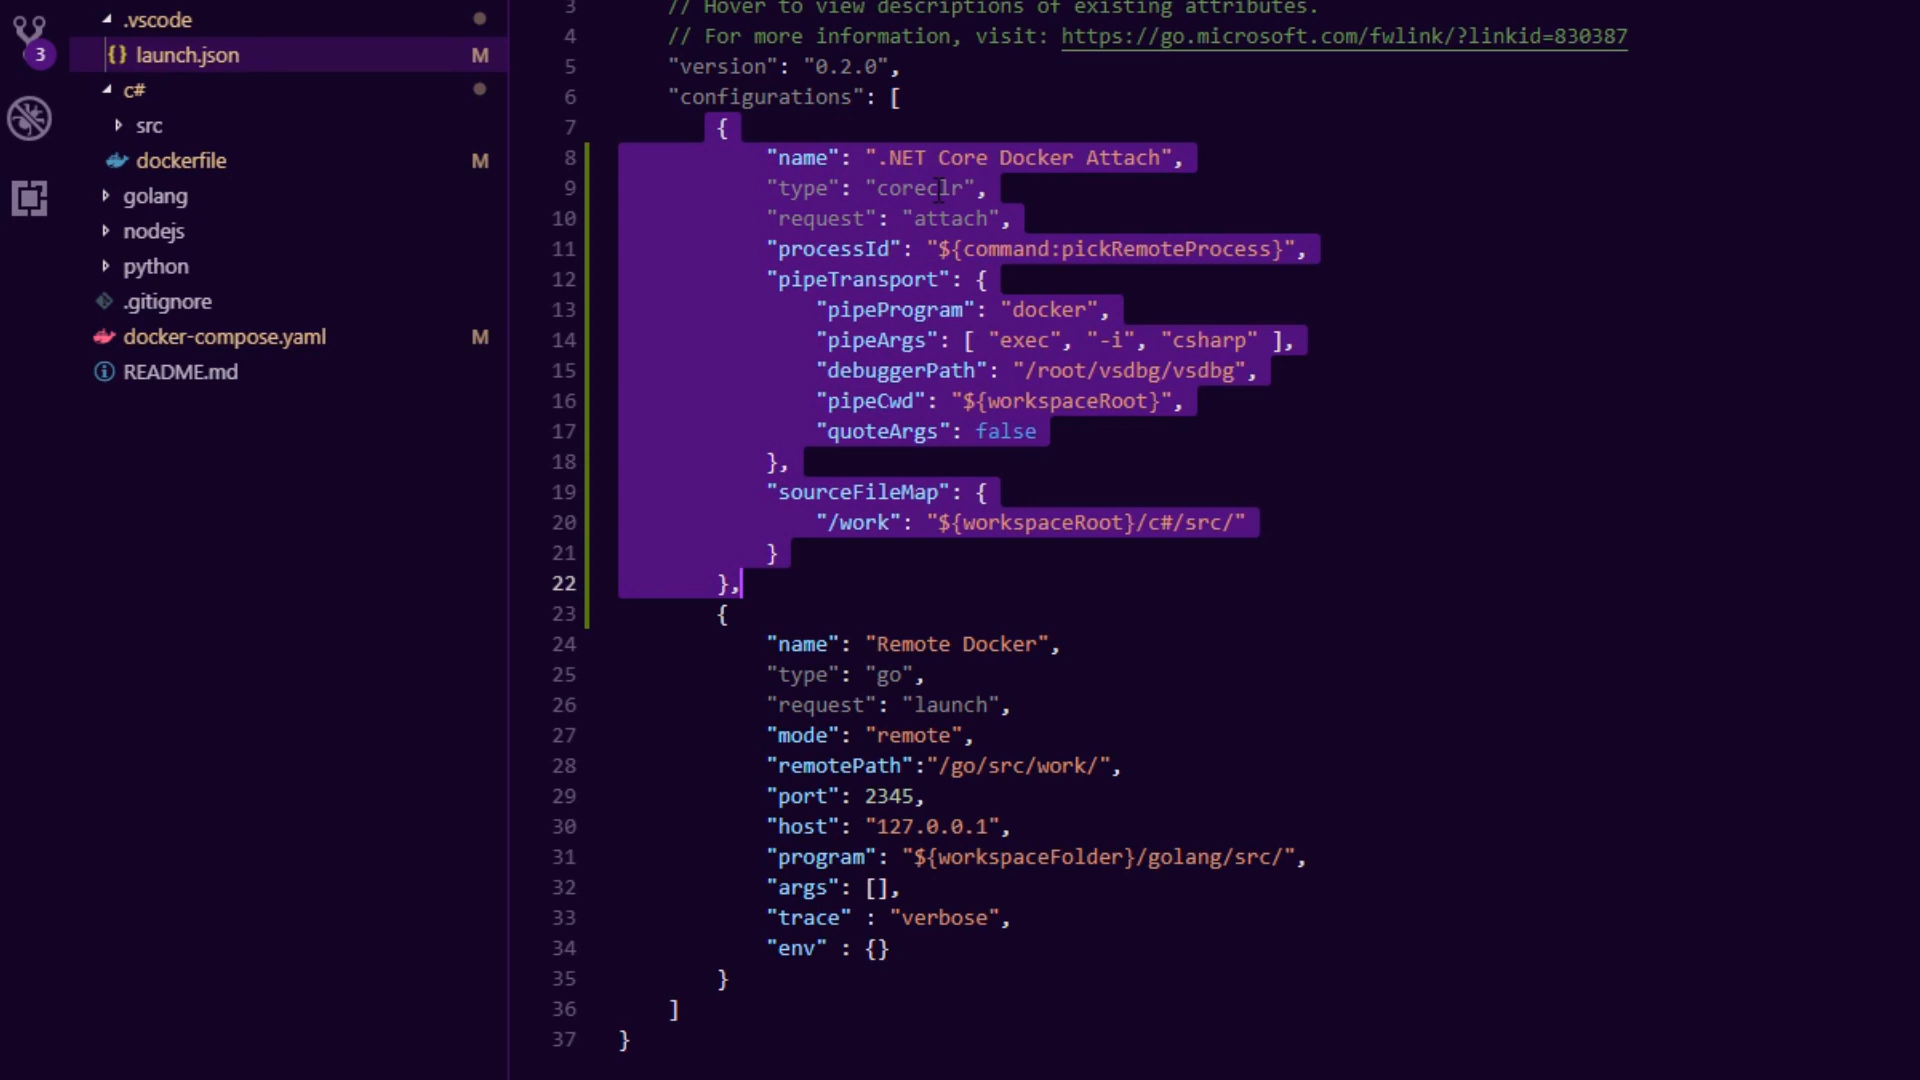 3
.vscode
{} launch.json M
c#
src
dockerfile M
golang
nodejs
python
.gitignore
docker-compose.yaml M
README.md
3 // Hover to view descriptions of existing attributes.
4 // For more information, visit: https://go.microsoft.com/fwlink/?linkid=830387
5 "version": "0.2.0",
6 "configurations": [
7 {
8 "name": ".NET Core Docker Attach",
9 "type": "coreclr",
10 "request": "attach",
11 "processId": "${command:pickRemoteProcess}",
12 "pipeTransport": {
13 "pipeProgram": "docker",
14 "pipeArgs": [ "exec", "-i", "csharp" ],
15 "debuggerPath": "/root/vsdbg/vsdbg",
16 "pipeCwd": "${workspaceRoot}",
17 "quoteArgs": false
18 },
19 "sourceFileMap": {
20 "/work": "${workspaceRoot}/c#/src/"
21 }
22 },
23 {
24 "name": "Remote Docker",
25 "type": "go",
26 "request": "launch",
27 "mode": "remote",
28 "remotePath":"/go/src/work/",
29 "port": 2345,
30 "host": "127.0.0.1",
31 "program": "${workspaceFolder}/golang/src/",
32 "args": [],
33 "trace" : "verbose",
34 "env" : {}
35 }
36 ]
37 }